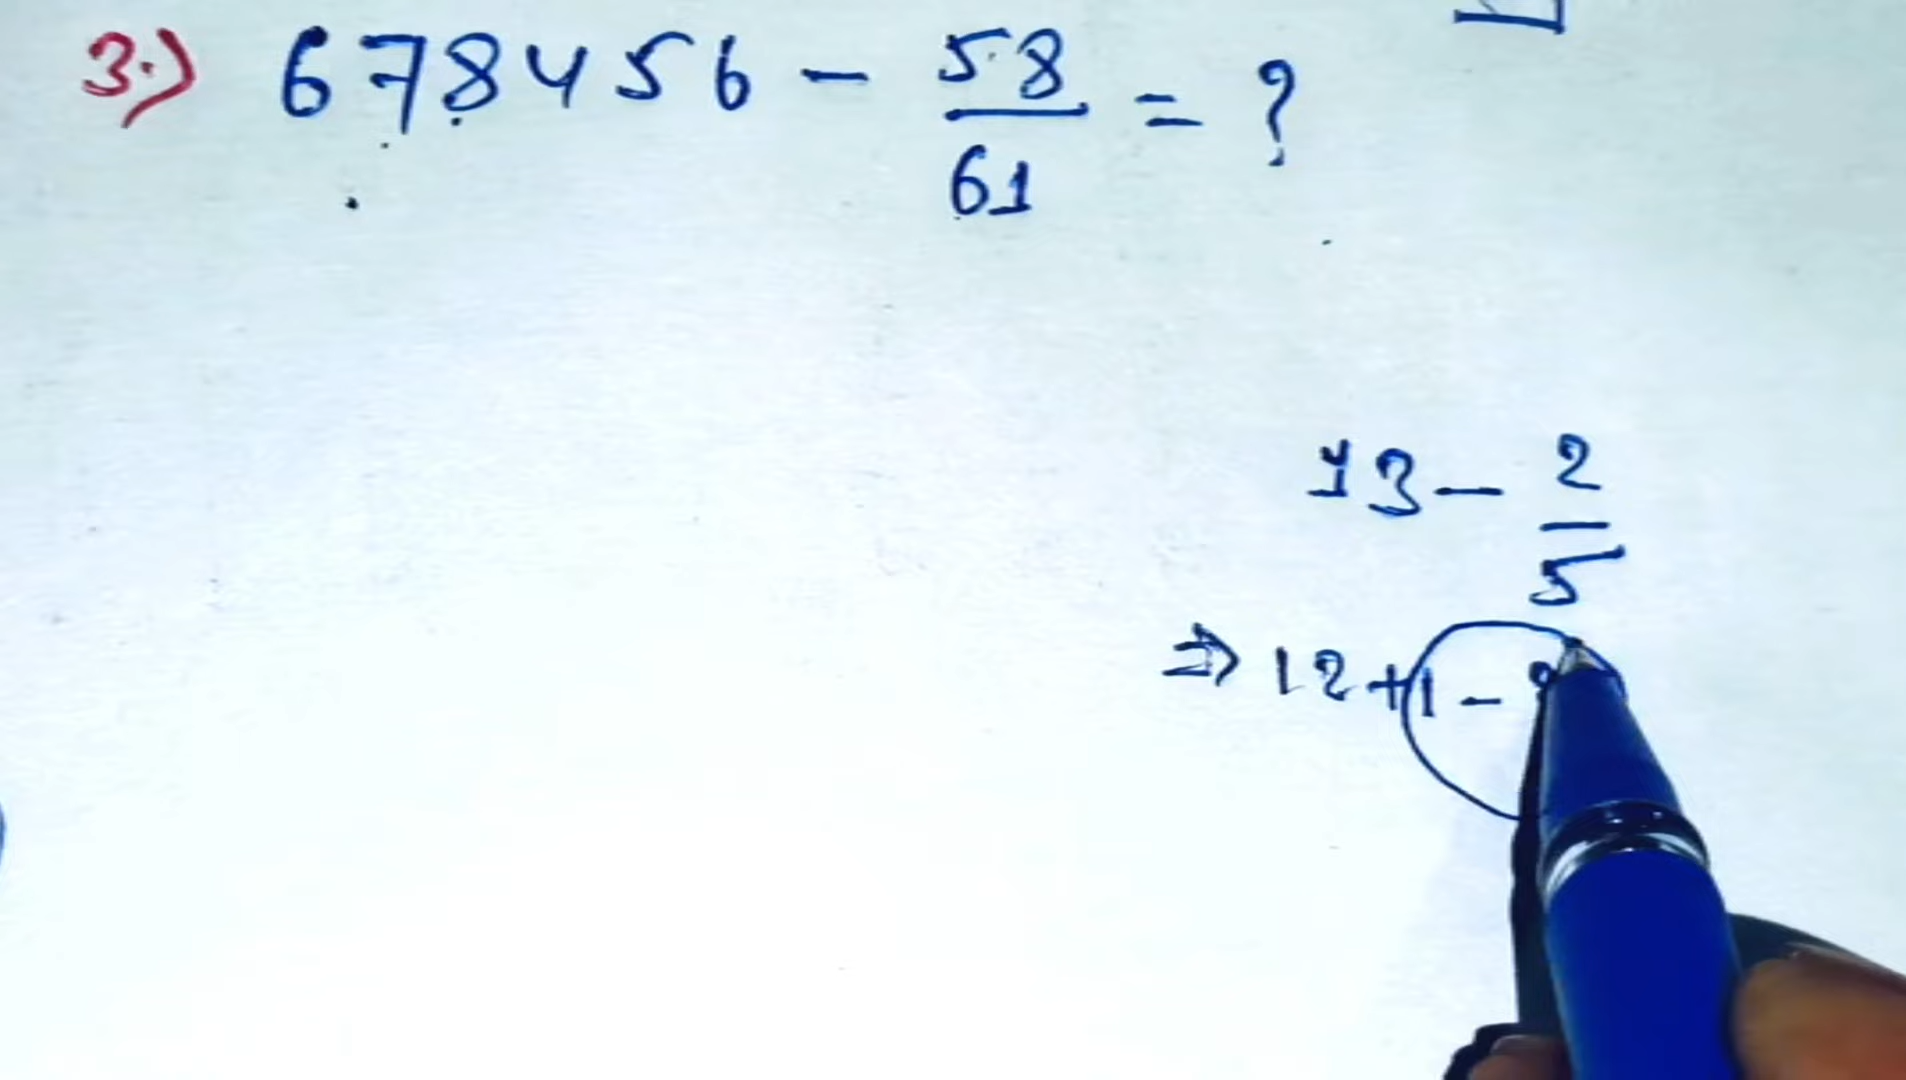 3.) 678456 - 58/61 = ?
13 - 2/5
⇒ 12 + 1 -